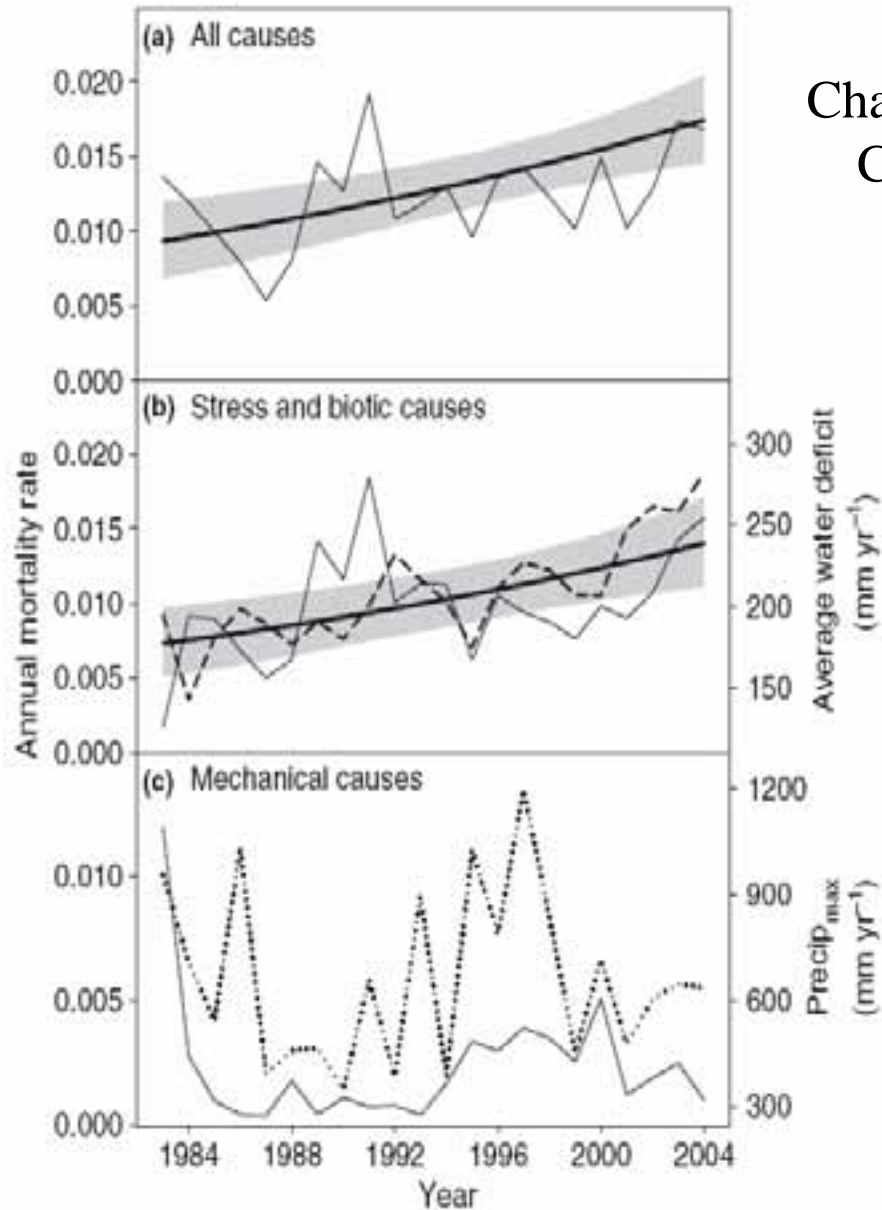 (a) All causes
0.020
0.015
0.010
0.005
0.000
Cha
C
(b) Stress and biotic causes
0.020
0.015
0.010
0.005
0.000
300
250
200
150
Annual mortality rate
Average water deficit
(mm yr⁻¹)
(c) Mechanical causes
0.010
0.005
0.000
1200
900
600
300
Precipmax
(mm yr⁻¹)
1984 1988 1992 1996 2000 2004
Year